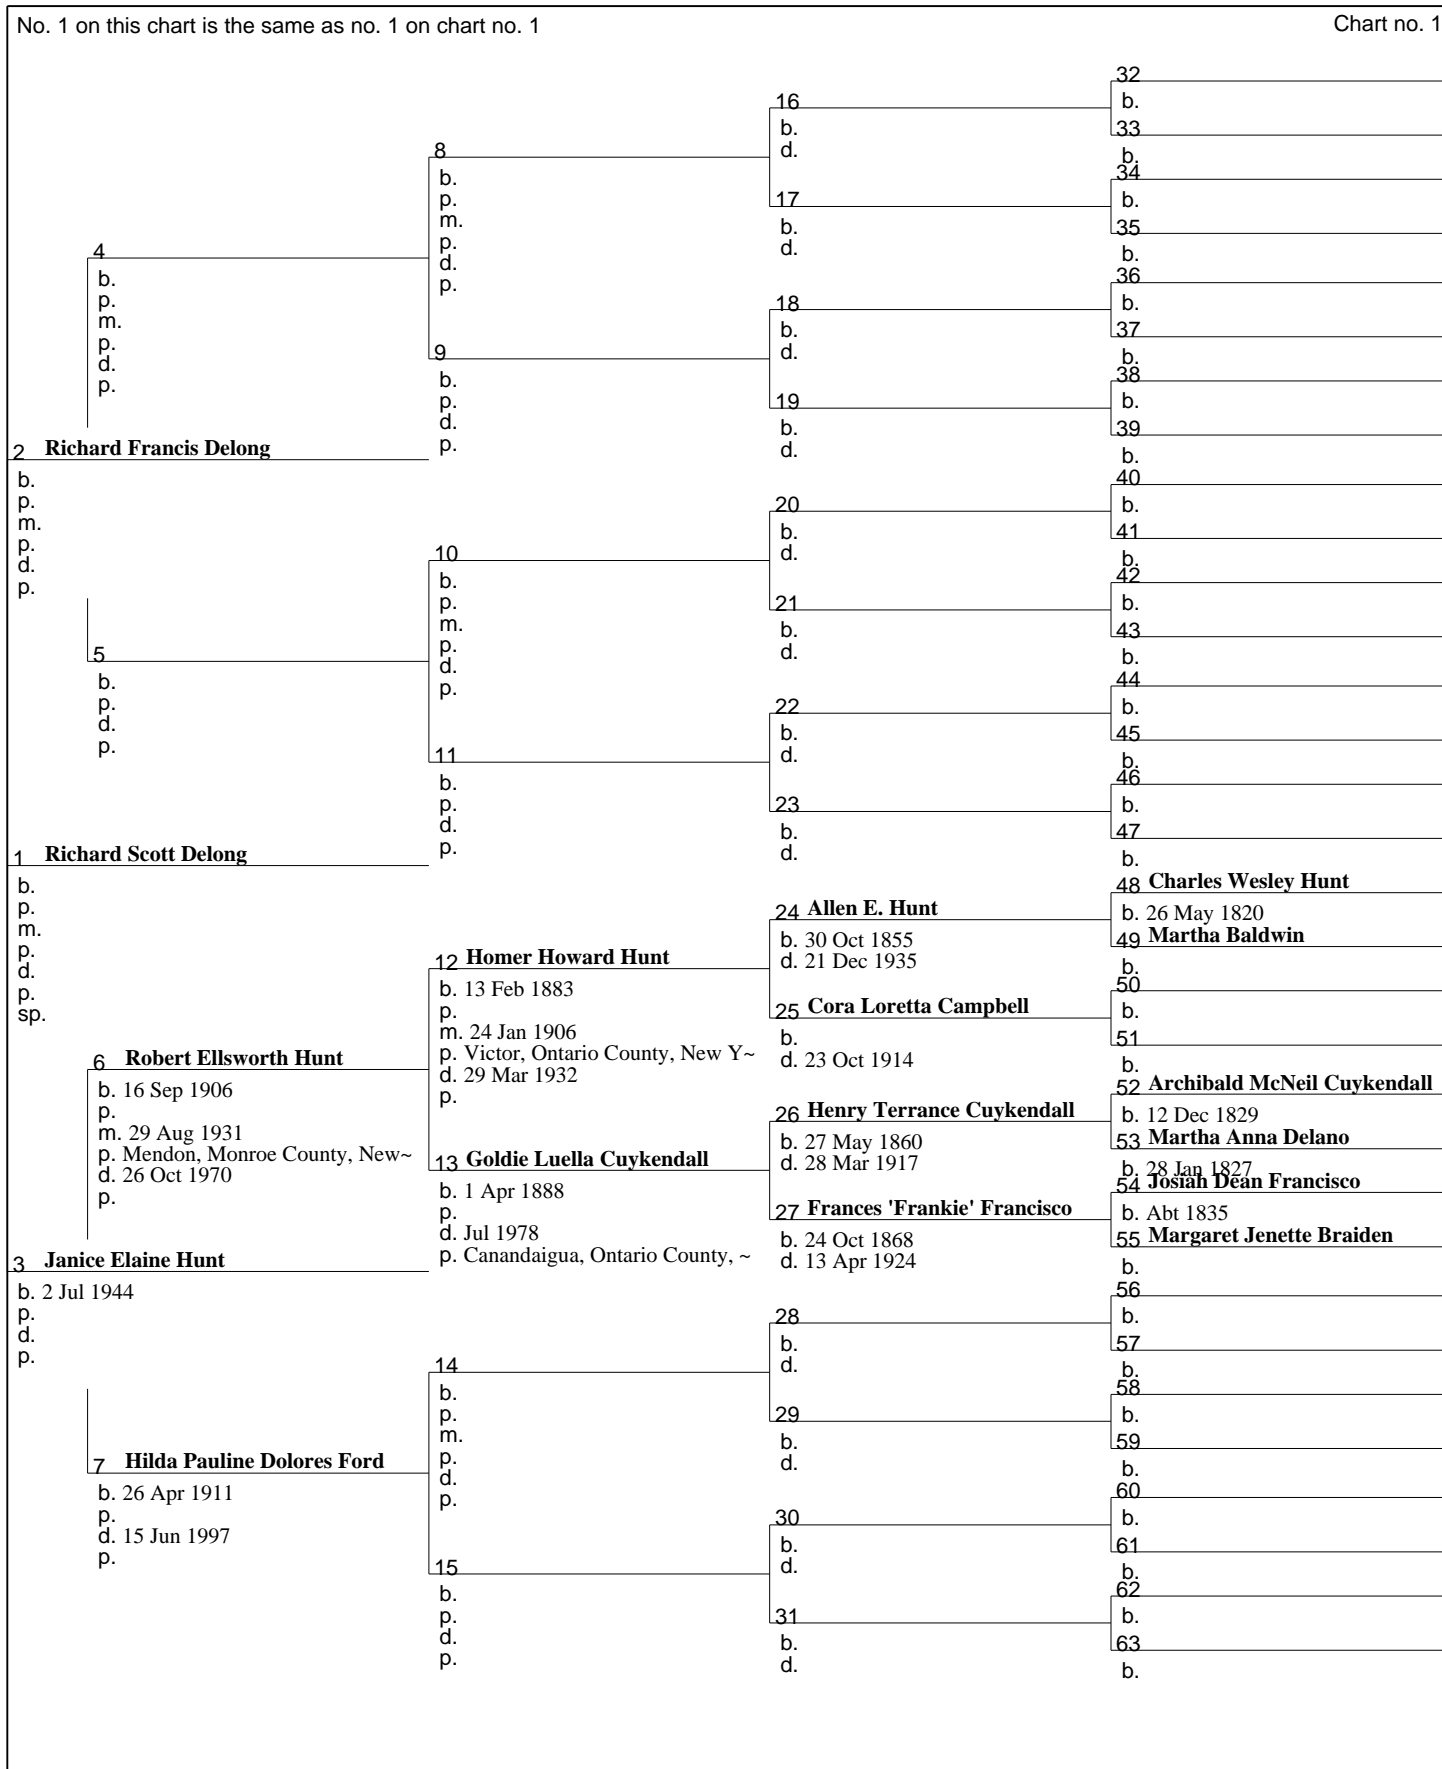 No. 1 on this chart is the same as no. 1 on chart no. 1
Chart no. 1
4
b.
p.
m.
p.
d.
p.
2 Richard Francis Delong
b.
p.
m.
p.
d.
p.
5
b.
p.
d.
p.
1 Richard Scott Delong
b.
p.
m.
p.
d.
p.
sp.
6 Robert Ellsworth Hunt
b. 16 Sep 1906
p.
m. 29 Aug 1931
p. Mendon, Monroe County, New~
d. 26 Oct 1970
p.
3 Janice Elaine Hunt
b. 2 Jul 1944
p.
d.
p.
7 Hilda Pauline Dolores Ford
b. 26 Apr 1911
p.
d. 15 Jun 1997
p.
8
b.
p.
m.
p.
d.
p.
9
b.
p.
d.
p.
10
b.
p.
m.
p.
d.
p.
11
b.
p.
d.
p.
12 Homer Howard Hunt
b. 13 Feb 1883
p.
m. 24 Jan 1906
p. Victor, Ontario County, New Y~
d. 29 Mar 1932
p.
13 Goldie Luella Cuykendall
b. 1 Apr 1888
p.
d. Jul 1978
p. Canandaigua, Ontario County, ~
14
b.
p.
m.
p.
d.
p.
15
b.
p.
d.
p.
16
b.
d.
17
b.
d.
18
b.
d.
19
b.
d.
20
b.
d.
21
b.
d.
22
b.
d.
23
b.
d.
24 Allen E. Hunt
b. 30 Oct 1855
d. 21 Dec 1935
25 Cora Loretta Campbell
b.
d. 23 Oct 1914
26 Henry Terrance Cuykendall
b. 27 May 1860
d. 28 Mar 1917
27 Frances 'Frankie' Francisco
b. 24 Oct 1868
d. 13 Apr 1924
28
b.
d.
29
b.
d.
30
b.
d.
31
b.
d.
32
b.
33
b.
34
b.
35
b.
36
b.
37
b.
38
b.
39
b.
40
b.
41
b.
42
b.
43
b.
44
b.
45
b.
46
b.
47
b.
48 Charles Wesley Hunt
b. 26 May 1820
49 Martha Baldwin
b.
50
b.
51
b.
52 Archibald McNeil Cuykendall
b. 12 Dec 1829
53 Martha Anna Delano
b. 28 Jan 1827
54 Josiah Dean Francisco
b. Abt 1835
55 Margaret Jenette Braiden
b.
56
b.
57
b.
58
b.
59
b.
60
b.
61
b.
62
b.
63
b.